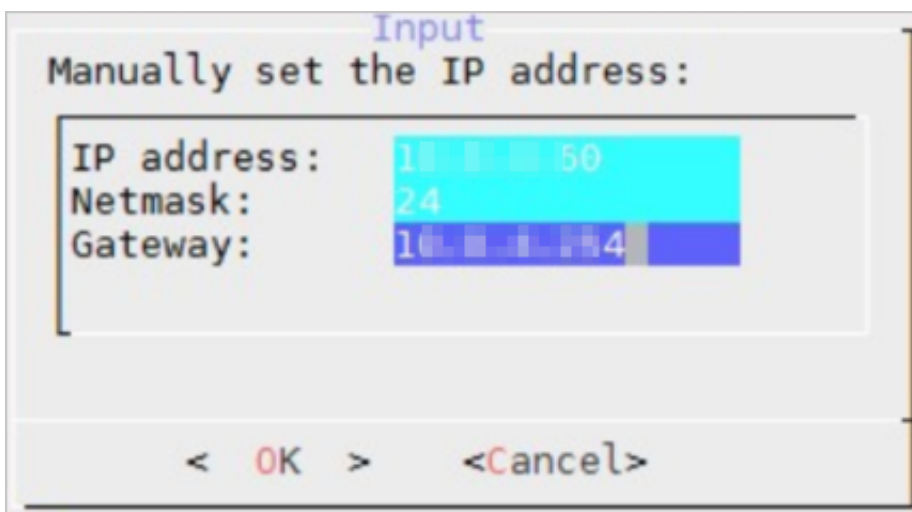 Input
Manually set the IP address:
IP address:
Netmask: 24
Gateway:
< OK > <Cancel>